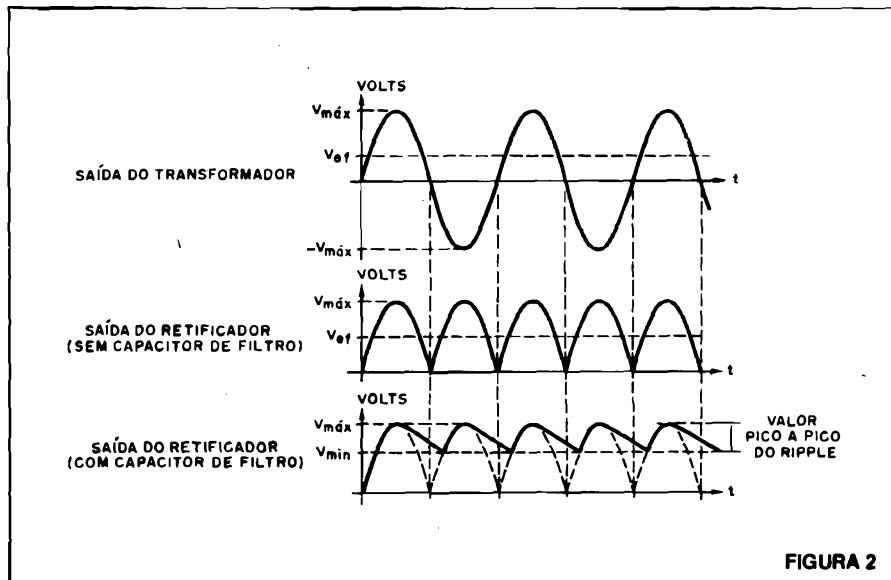 VOLTS
Vmáx
Vef
SAÍDA DO TRANSFORMADOR
t
-Vmáx
VOLTS
Vmáx
SAÍDA DO RETIFICADOR
(SEM CAPACITOR DE FILTRO)
Vef
t
VOLTS
Vmáx
SAÍDA DO RETIFICADOR
(COM CAPACITOR DE FILTRO)
Vmin
t
VALOR
PICO A PICO
DO RIPPLE
FIGURA 2